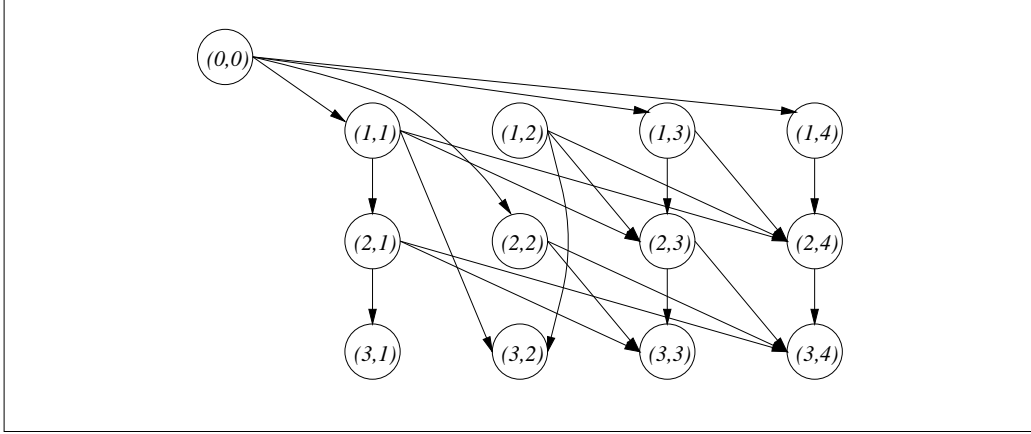 (0,0)
(1,1) (1,2) (1,3) (1,4)
(2,1) (2,2) (2,3) (2,4)
(3,1) (3,2) (3,3) (3,4)